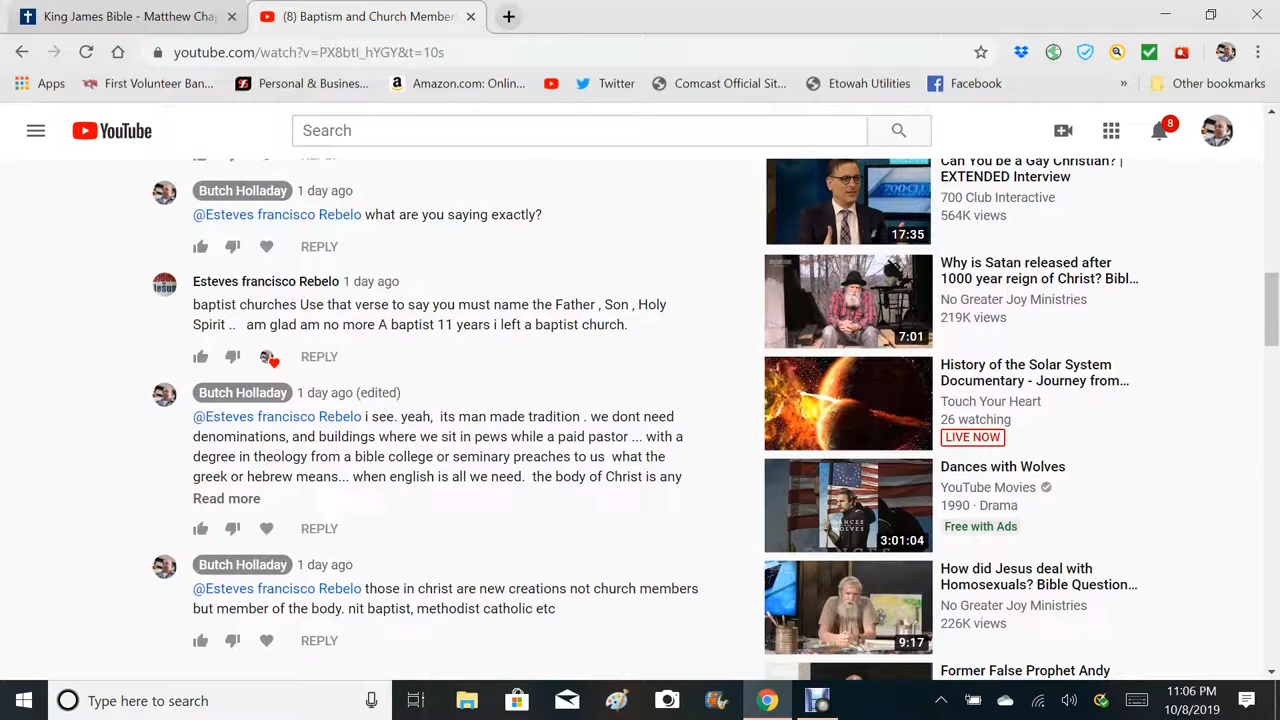 King James Bible - Matthew Cha
(8) Baptism and Church Member
youtube.com/watch?v=PX8btI_hYGY&t=10s
Apps
First Volunteer Ban...
Personal & Business...
Amazon.com: Onlin...
Twitter
Comcast Official Sit...
Etowah Utilities
Facebook
»
Other bookmarks
YouTube
Search
8
REPLY
Butch Holladay 1 day ago
@Esteves francisco Rebelo what are you saying exactly?
REPLY
Esteves francisco Rebelo 1 day ago
baptist churches Use that verse to say you must name the Father , Son , Holy
Spirit .. am glad am no more A baptist 11 years i left a baptist church.
REPLY
Butch Holladay 1 day ago (edited)
@Esteves francisco Rebelo i see. yeah, its man made tradition . we dont need
denominations, and buildings where we sit in pews while a paid pastor ... with a
degree in theology from a bible college or seminary preaches to us what the
greek or hebrew means... when english is all we need. the body of Christ is any
Read more
REPLY
Butch Holladay 1 day ago
@Esteves francisco Rebelo those in christ are new creations not church members
but member of the body. nit baptist, methodist catholic etc
REPLY
Can You be a Gay Christian? |
EXTENDED Interview
700 Club Interactive
564K views
700 CLUB
17:35
Why is Satan released after
1000 year reign of Christ? Bibl...
No Greater Joy Ministries
219K views
7:01
History of the Solar System
Documentary - Journey from...
Touch Your Heart
26 watching
LIVE NOW
Dances with Wolves
YouTube Movies
1990 · Drama
Free with Ads
DANCES
WOLVES
3:01:04
How did Jesus deal with
Homosexuals? Bible Question...
No Greater Joy Ministries
226K views
9:17
Former False Prophet Andy
Type here to search
11:06 PM
10/8/2019